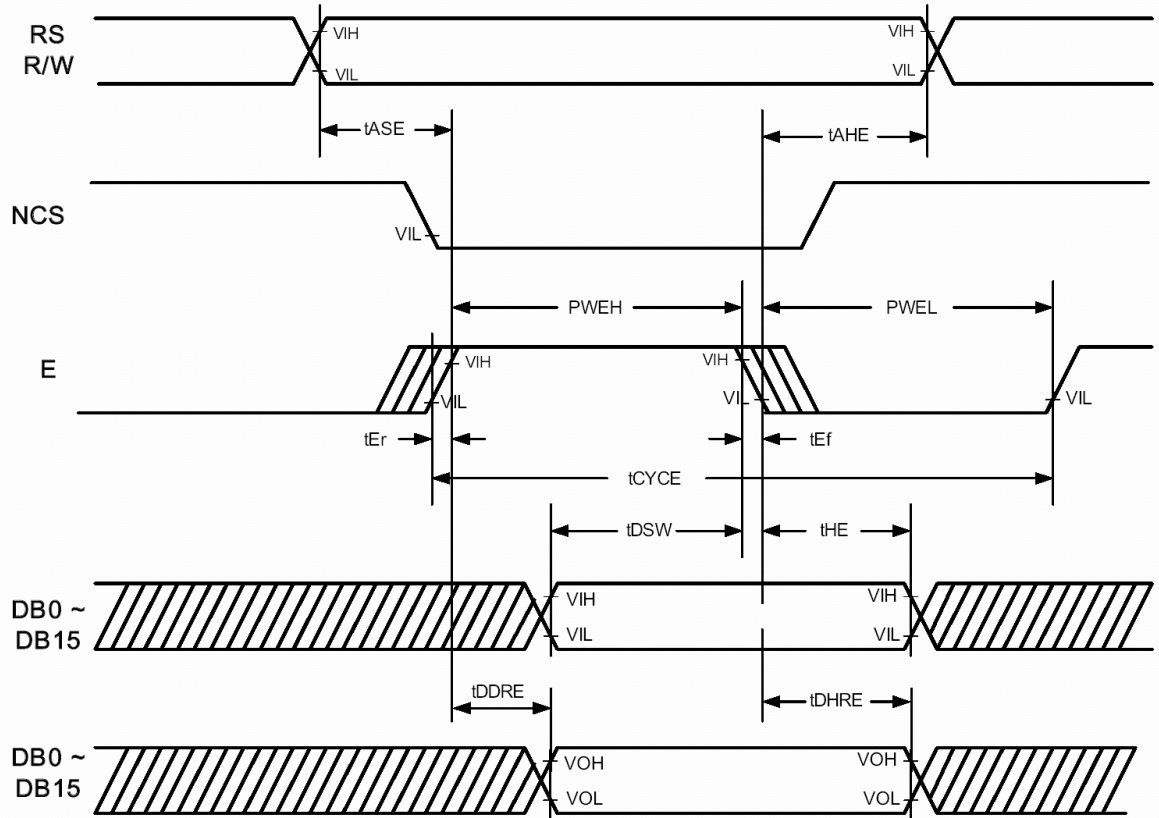 RS
R/W
VIH
VIH
VIL
VIL
tASE
tAHE
NCS
VIL
PWEH
PWEL
E
VIH
VIH
VIL
VIL
VIL
tEr
tEf
tCYCE
tDSW
tHE
DB0 ~
DB15
VIH
VIH
VIL
VIL
tDDRE
tDHRE
DB0 ~
DB15
VOH
VOH
VOL
VOL